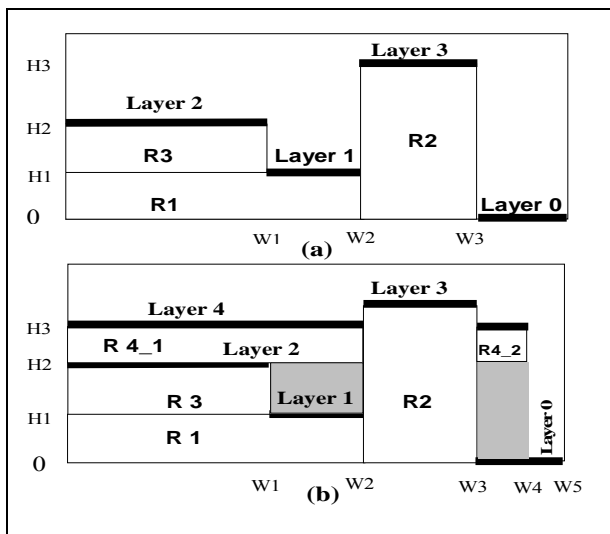 H3
Layer 3
Layer 2
H2
R3
Layer 1
R2
H1
R1
Layer 0
0
W1
W2
W3
(a)
Layer 3
Layer 4
H3
R 4_1
Layer 2
R4_2
H2
R 3
Layer 1
R2
H1
R 1
Layer 0
0
W1
W2
W3
W4
W5
(b)